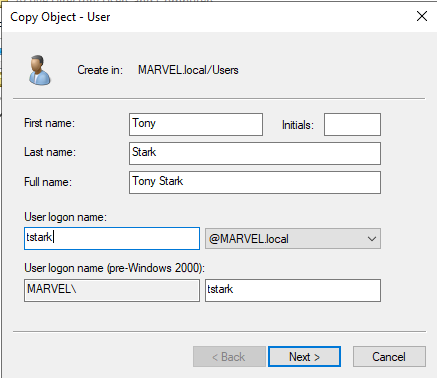 Copy Object - User
Create in: MARVEL.local/Users
First name: Tony Initials:
Last name: Stark
Full name: Tony Stark
User logon name:
tstark @MARVEL.local
User logon name (pre-Windows 2000):
MARVEL\ tstark
< Back Next > Cancel